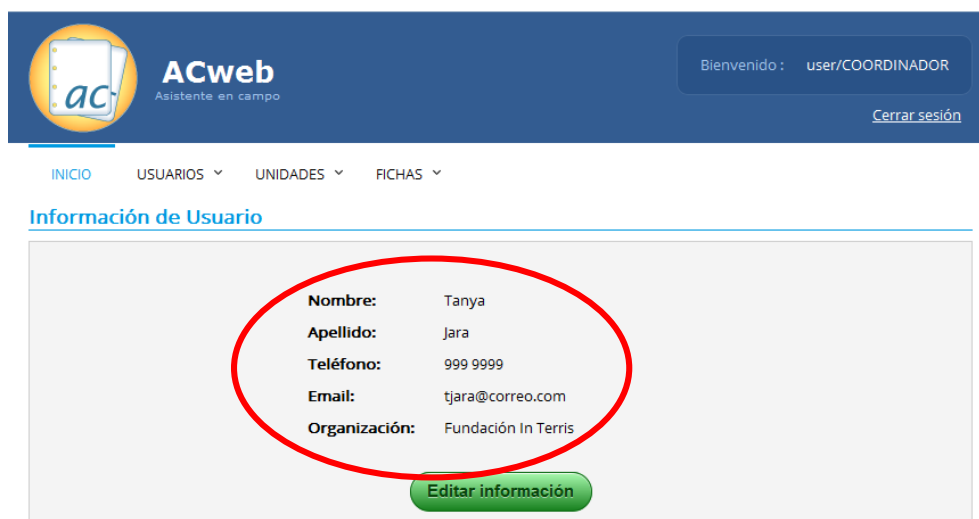 ac
ACweb
Asistente en campo
Bienvenido : user/COORDINADOR
Cerrar sesión
INICIO USUARIOS UNIDADES FICHAS
Información de Usuario
Nombre: Tanya
Apellido: Jara
Teléfono: 999 9999
Email: tjara@correo.com
Organización: Fundación In Terris
Editar información